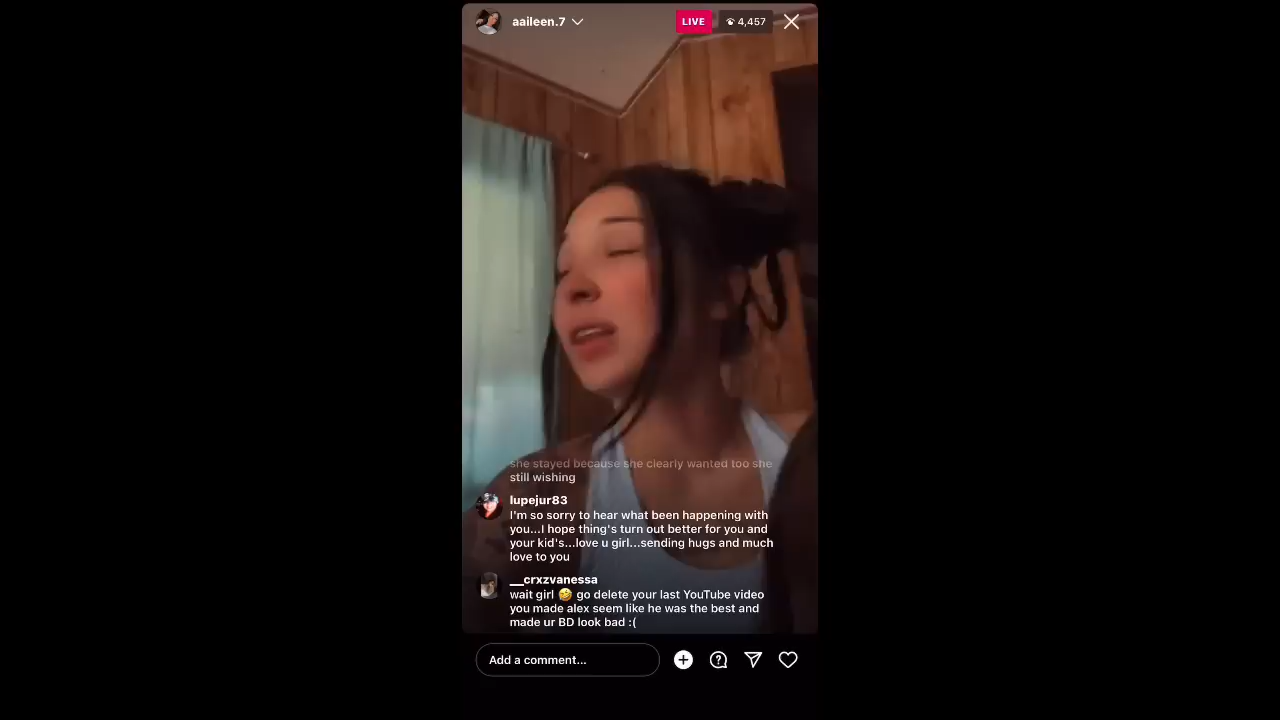 aaileen.7
LIVE
4,457
she stayed because she clearly wanted too she
still wishing
lupejur83
I'm so sorry to hear what been happening with
you...I hope thing's turn out better for you and
your kid's...love u girl...sending hugs and much
love to you
__crxzvanessa
wait girl 🤣 go delete your last YouTube video
you made alex seem like he was the best and
made ur BD look bad :(
Add a comment...